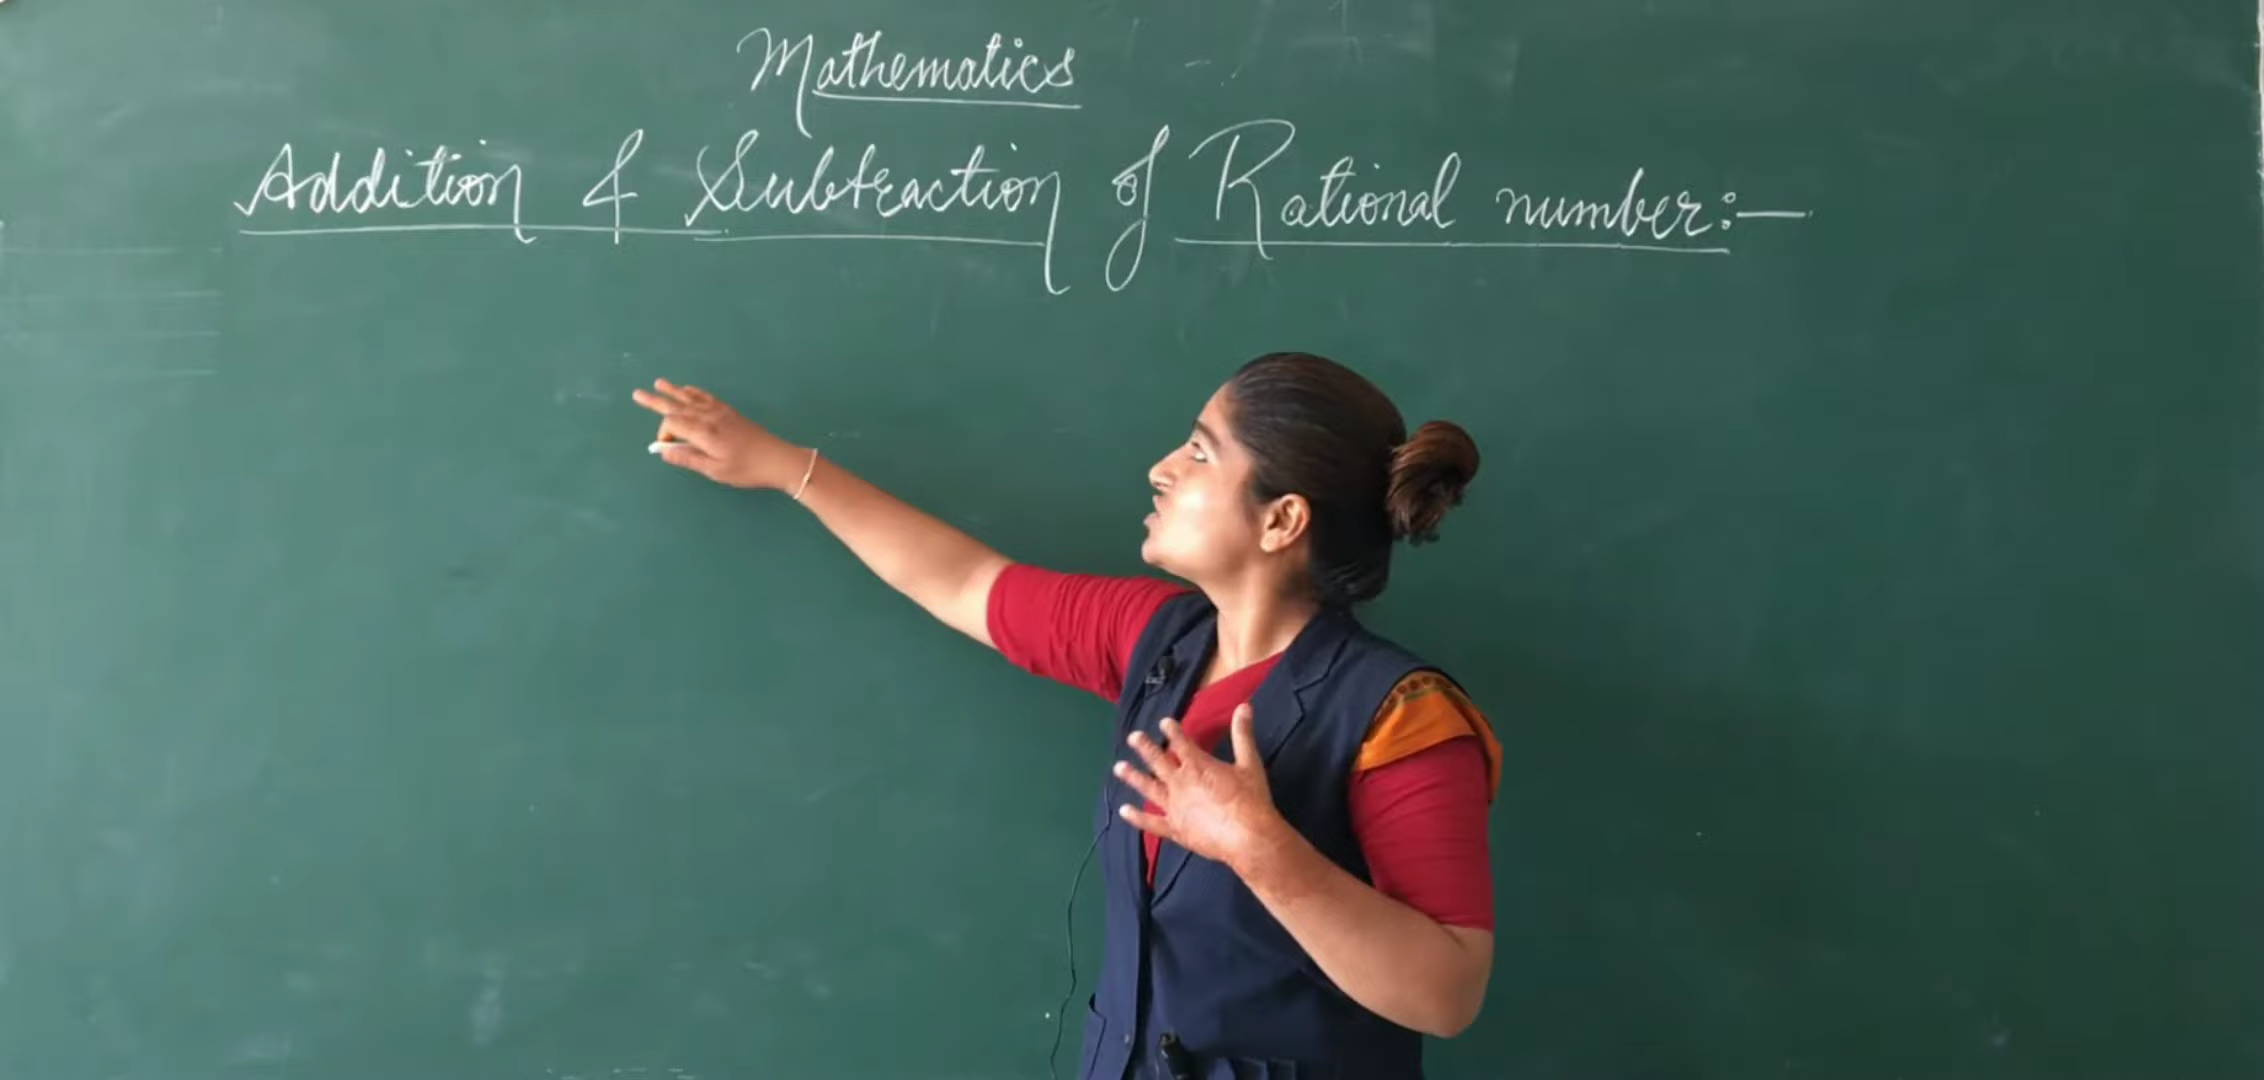 Mathematics
Addition & Subtraction of Rational number:—